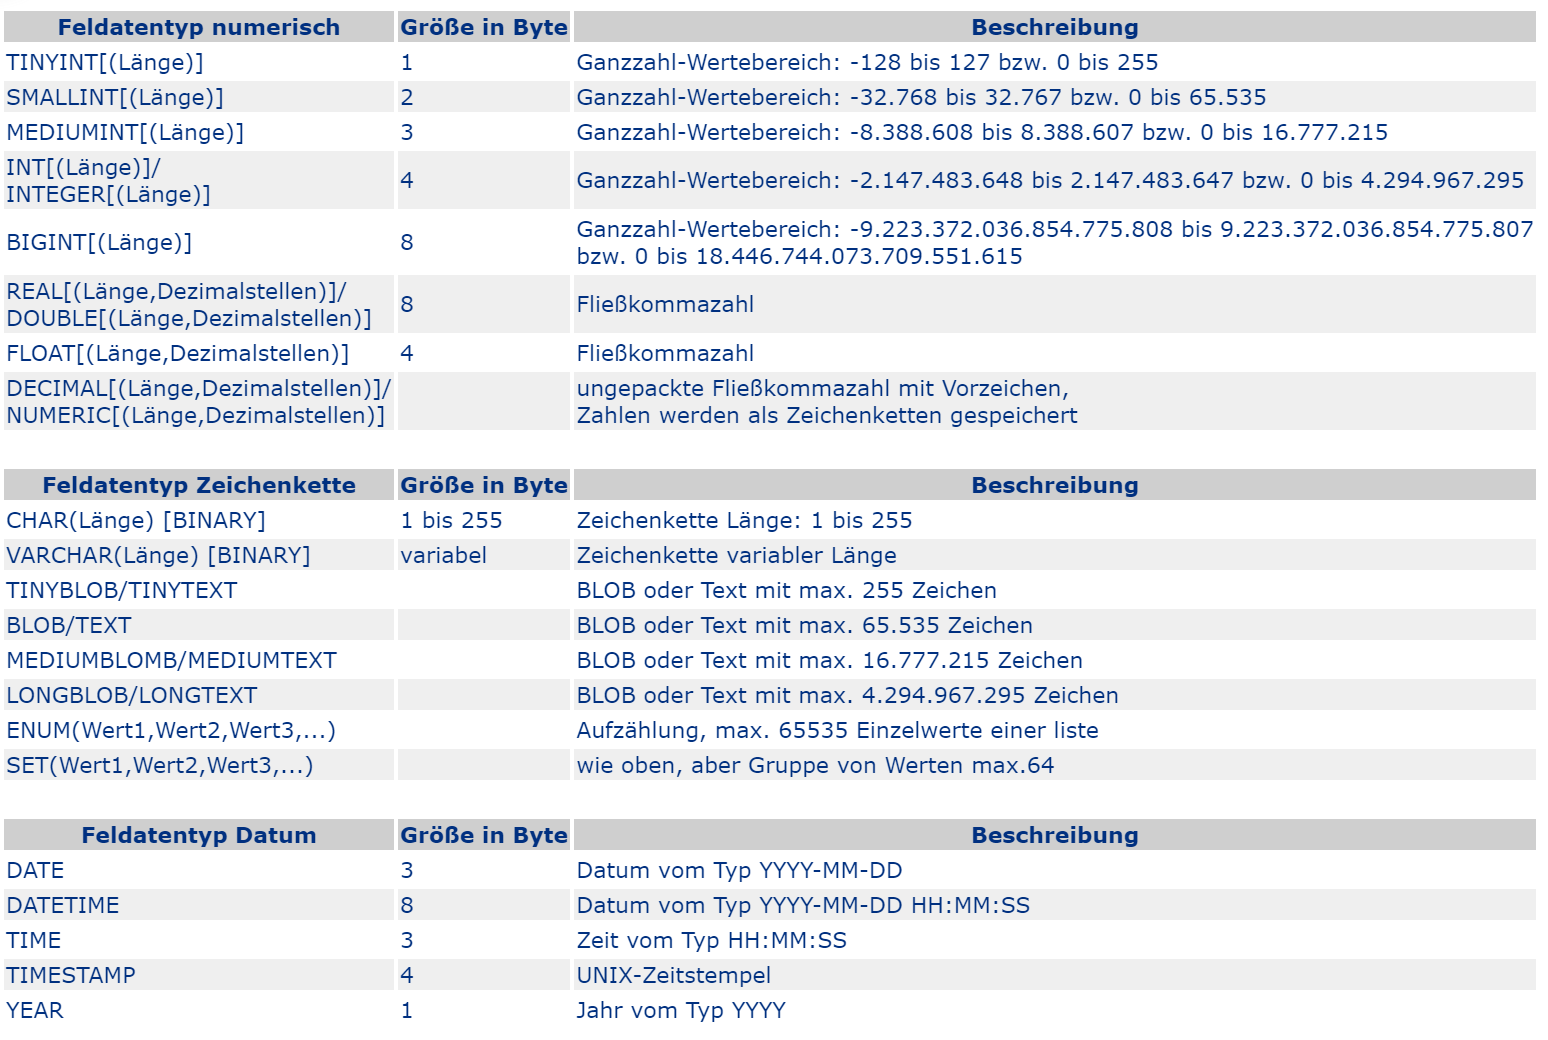 Feldatentyp numerisch Größe in Byte Beschreibung
TINYINT[(Länge)] 1 Ganzzahl-Wertebereich: -128 bis 127 bzw. 0 bis 255
SMALLINT[(Länge)] 2 Ganzzahl-Wertebereich: -32.768 bis 32.767 bzw. 0 bis 65.535
MEDIUMINT[(Länge)] 3 Ganzzahl-Wertebereich: -8.388.608 bis 8.388.607 bzw. 0 bis 16.777.215
INT[(Länge)]/
INTEGER[(Länge)] 4 Ganzzahl-Wertebereich: -2.147.483.648 bis 2.147.483.647 bzw. 0 bis 4.294.967.295
BIGINT[(Länge)] 8 Ganzzahl-Wertebereich: -9.223.372.036.854.775.808 bis 9.223.372.036.854.775.807
bzw. 0 bis 18.446.744.073.709.551.615
REAL[(Länge,Dezimalstellen)]/
DOUBLE[(Länge,Dezimalstellen)] 8 Fließkommazahl
FLOAT[(Länge,Dezimalstellen)] 4 Fließkommazahl
DECIMAL[(Länge,Dezimalstellen)]/ ungepackte Fließkommazahl mit Vorzeichen,
NUMERIC[(Länge,Dezimalstellen)] Zahlen werden als Zeichenketten gespeichert
Feldatentyp Zeichenkette Größe in Byte Beschreibung
CHAR(Länge) [BINARY] 1 bis 255 Zeichenkette Länge: 1 bis 255
VARCHAR(Länge) [BINARY] variabel Zeichenkette variabler Länge
TINYBLOB/TINYTEXT BLOB oder Text mit max. 255 Zeichen
BLOB/TEXT BLOB oder Text mit max. 65.535 Zeichen
MEDIUMBLOMB/MEDIUMTEXT BLOB oder Text mit max. 16.777.215 Zeichen
LONGBLOB/LONGTEXT BLOB oder Text mit max. 4.294.967.295 Zeichen
ENUM(Wert1,Wert2,Wert3,...) Aufzählung, max. 65535 Einzelwerte einer liste
SET(Wert1,Wert2,Wert3,...) wie oben, aber Gruppe von Werten max.64
Feldatentyp Datum Größe in Byte Beschreibung
DATE 3 Datum vom Typ YYYY-MM-DD
DATETIME 8 Datum vom Typ YYYY-MM-DD HH:MM:SS
TIME 3 Zeit vom Typ HH:MM:SS
TIMESTAMP 4 UNIX-Zeitstempel
YEAR 1 Jahr vom Typ YYYY